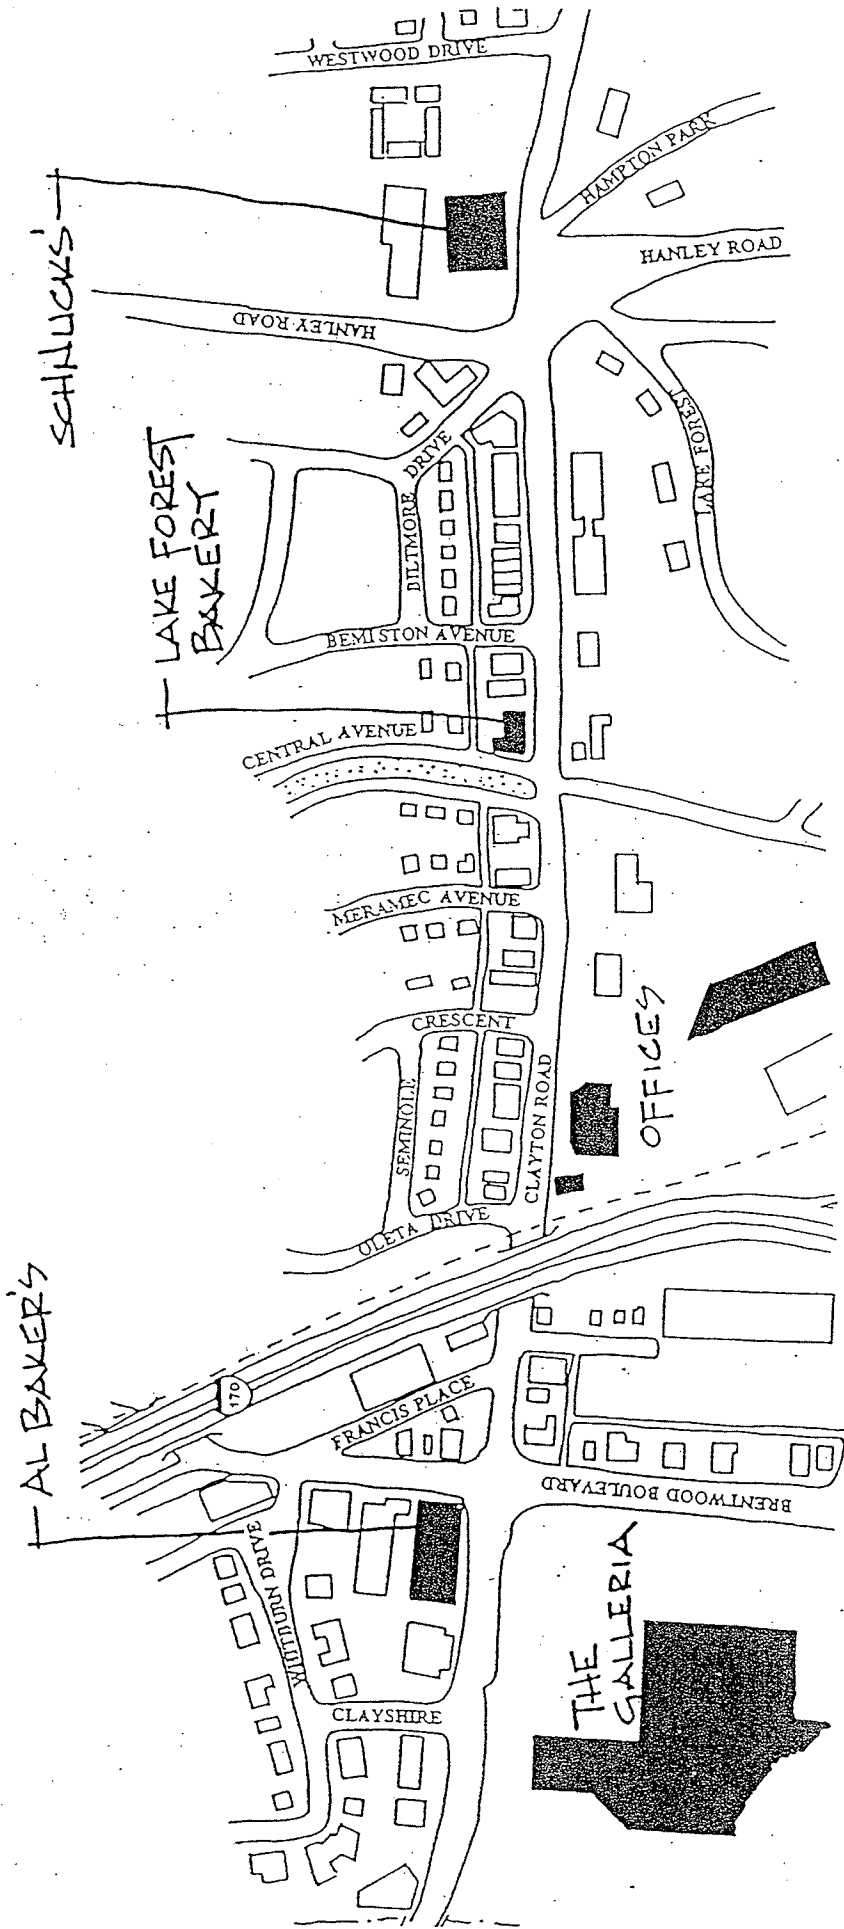 AL BAKER'S
LAKE FOREST
BAKERY
SCHNUCKS'
170
WHITBURN DRIVE
CLAYSHIRE
FRANCIS PLACE
ULETA DRIVE
SEMINOLE
CRESCENT
MERAMEC AVENUE
CENTRAL AVENUE
BEMISTON AVENUE
BILTMORE DRIVE
HANLEY ROAD
WESTWOOD DRIVE
CLAYTON ROAD
THE
GALLERIA
BRENTWOOD BOULEVARD
OFFICES
LAKE FOREST
HANLEY ROAD
HAMPTON PARK